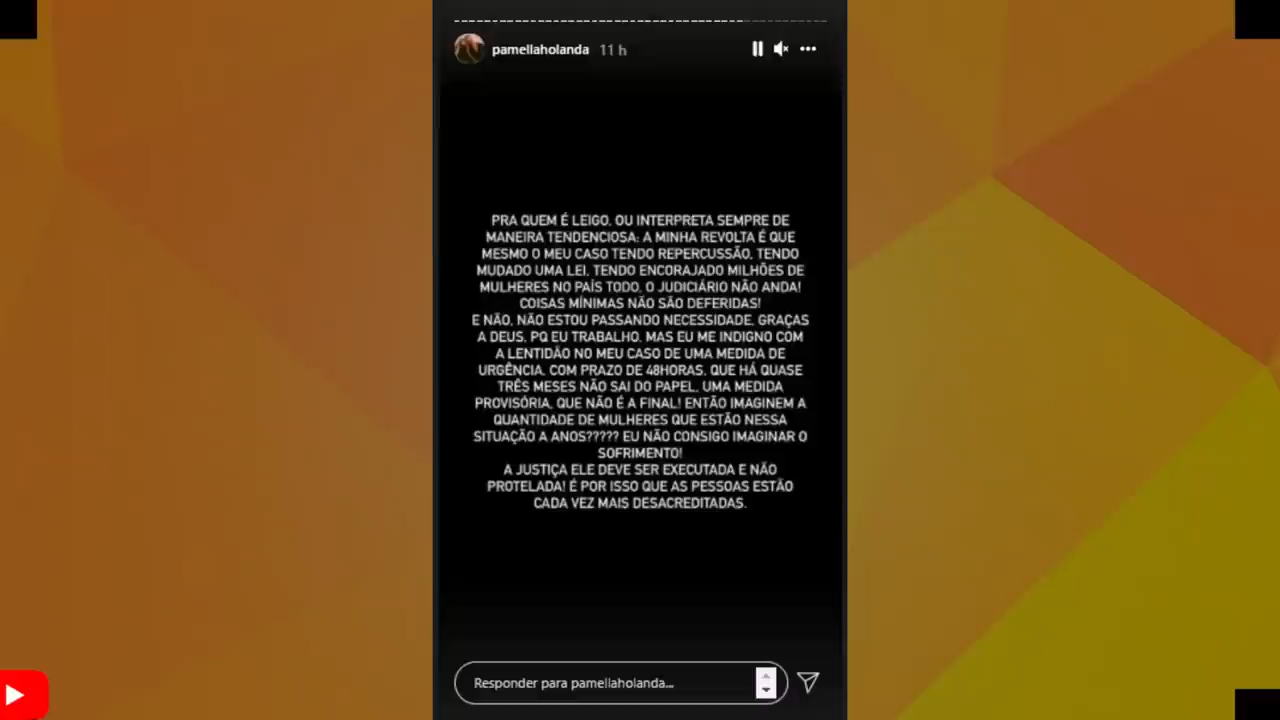 pamellaholanda 11 h
PRA QUEM É LEIGO, OU INTERPRETA SEMPRE DE
MANEIRA TENDENCIOSA: A MINHA REVOLTA É QUE
MESMO O MEU CASO TENDO REPERCUSSÃO, TENDO
MUDADO UMA LEI, TENDO ENCORAJADO MILHÕES DE
MULHERES NO PAÍS TODO, O JUDICIÁRIO NÃO ANDA!
COISAS MÍNIMAS NÃO SÃO DEFERIDAS!
E NÃO, NÃO ESTOU PASSANDO NECESSIDADE, GRAÇAS
A DEUS, PQ EU TRABALHO, MAS EU ME INDIGNO COM
A LENTIDÃO NO MEU CASO DE UMA MEDIDA DE
URGÊNCIA, COM PRAZO DE 48HORAS, QUE HÁ QUASE
TRÊS MESES NÃO SAI DO PAPEL, UMA MEDIDA
PROVISÓRIA, QUE NÃO É A FINAL! ENTÃO IMAGINEM A
QUANTIDADE DE MULHERES QUE ESTÃO NESSA
SITUAÇÃO A ANOS????? EU NÃO CONSIGO IMAGINAR O
SOFRIMENTO!
A JUSTIÇA ELE DEVE SER EXECUTADA E NÃO
PROTELADA! É POR ISSO QUE AS PESSOAS ESTÃO
CADA VEZ MAIS DESACREDITADAS.
Responder para pamellaholanda...